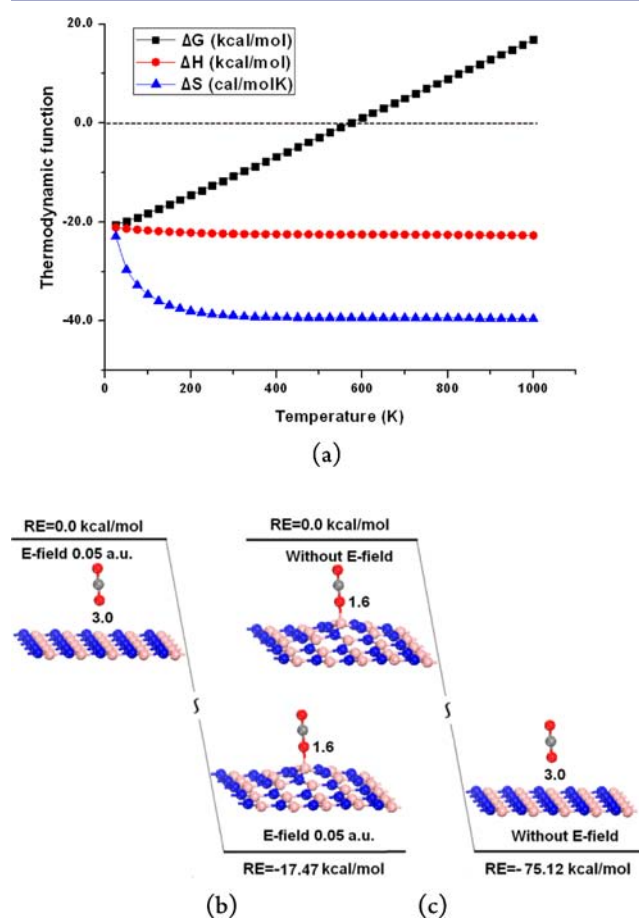 20.0
0.0
-20.0
-40.0
Thermodynamic function
ΔG (kcal/mol)
ΔH (kcal/mol)
ΔS (cal/molK)
0 200 400 600 800 1000
Temperature (K)
(a)
RE=0.0 kcal/mol
E-field 0.05 a.u.
3.0
1.6
E-field 0.05 a.u.
RE=-17.47 kcal/mol
(b)
RE=0.0 kcal/mol
Without E-field
1.6
3.0
Without E-field
RE=-75.12 kcal/mol
(c)